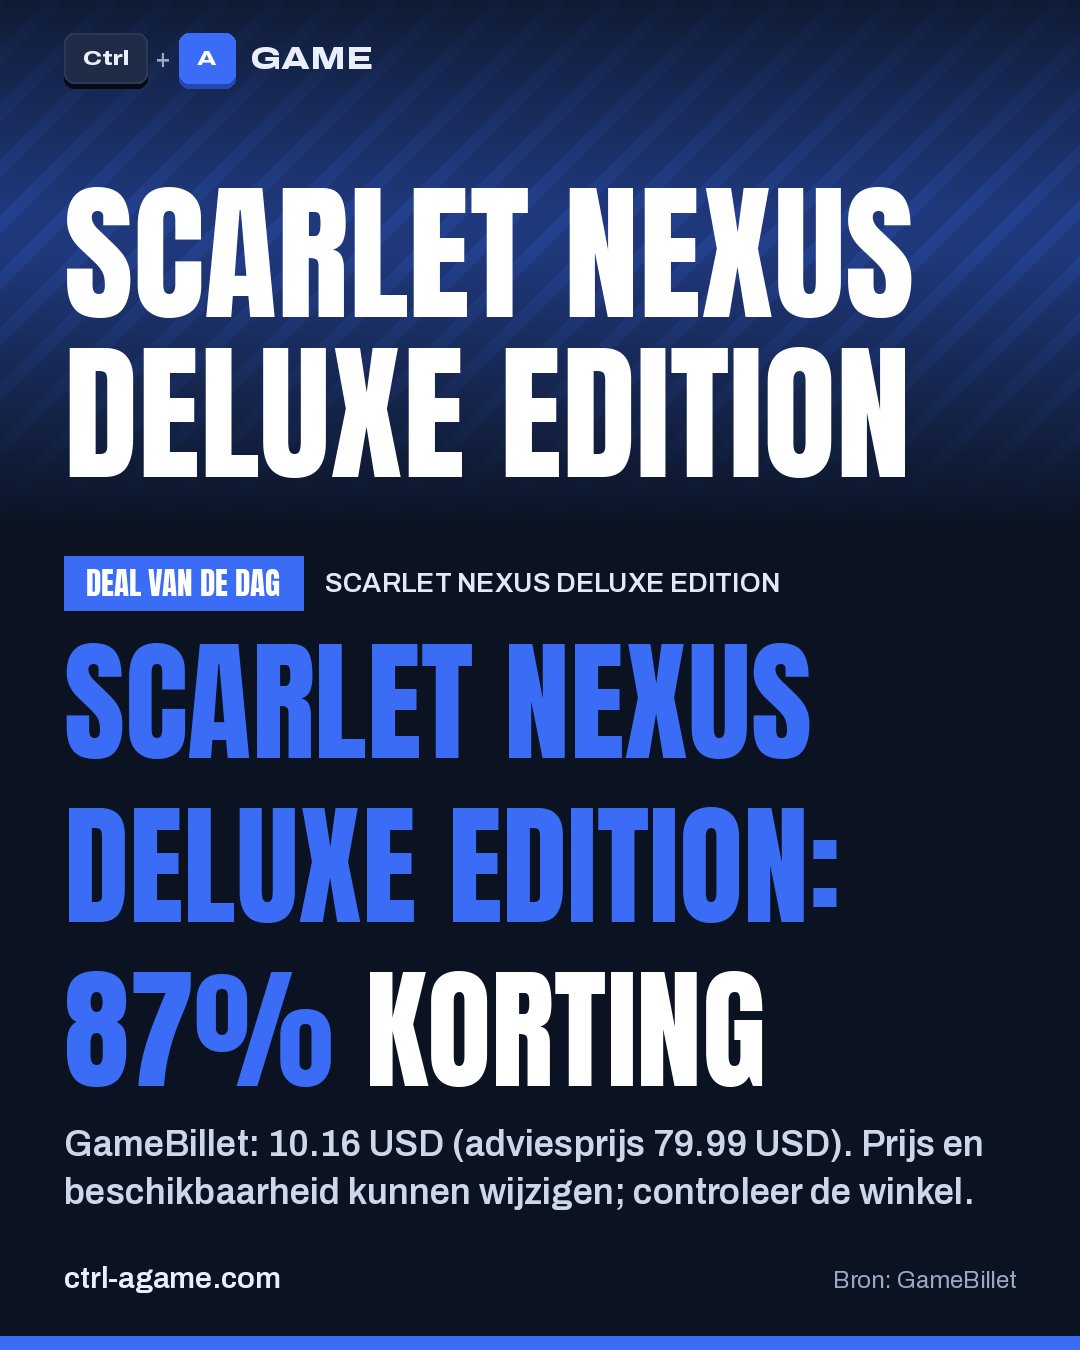 Ctrl + A GAME
SCARLET NEXUS
DELUXE EDITION
DEAL VAN DE DAG SCARLET NEXUS DELUXE EDITION
SCARLET NEXUS
DELUXE EDITION:
87% KORTING
GameBillet: 10.16 USD (adviesprijs 79.99 USD). Prijs en
beschikbaarheid kunnen wijzigen; controleer de winkel.
ctrl-agame.com Bron: GameBillet